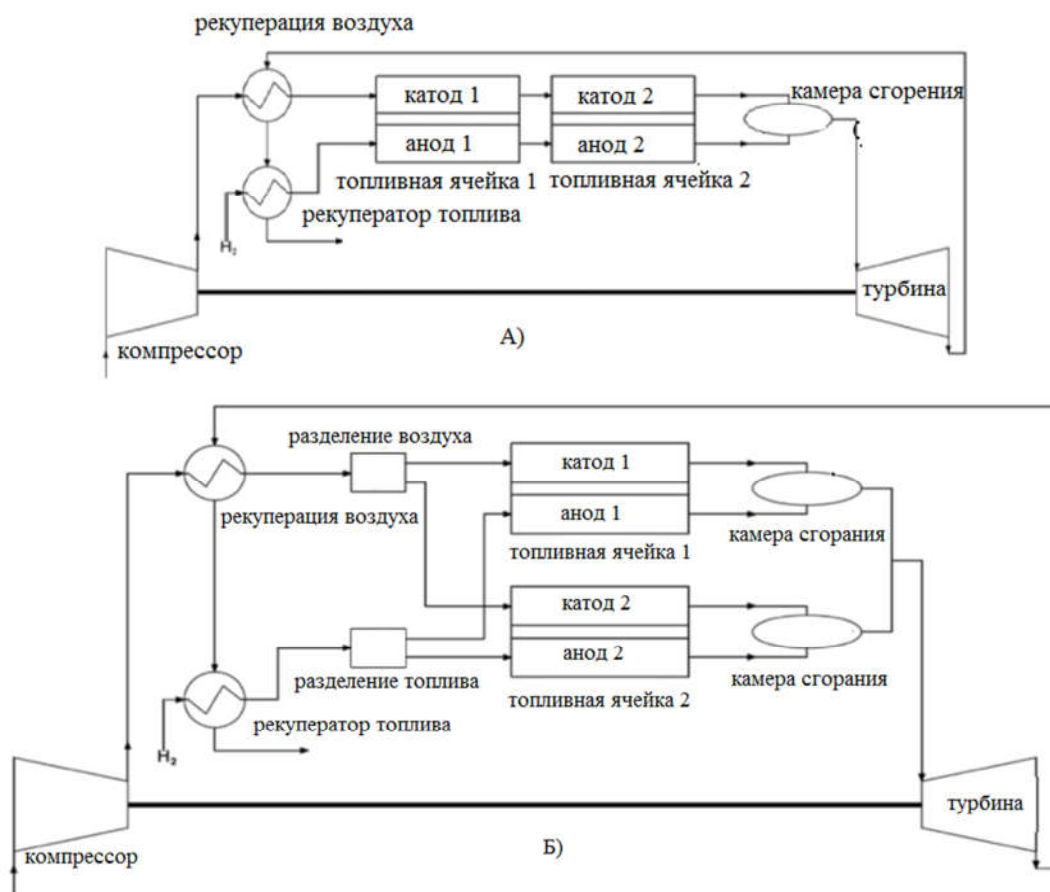 рекуперация воздуха
катод 1
катод 2
камера сгорения
анод 1
анод 2
топливная ячейка 1
топливная ячейка 2
рекуператор топлива
H₂
турбина
А)
компрессор
разделение воздуха
катод 1
рекуперация воздуха
анод 1
камера сгорания
топливная ячейка 1
катод 2
анод 2
разделение топлива
камера сгорания
топливная ячейка 2
рекуператор топлива
H₂
турбина
Б)
компрессор